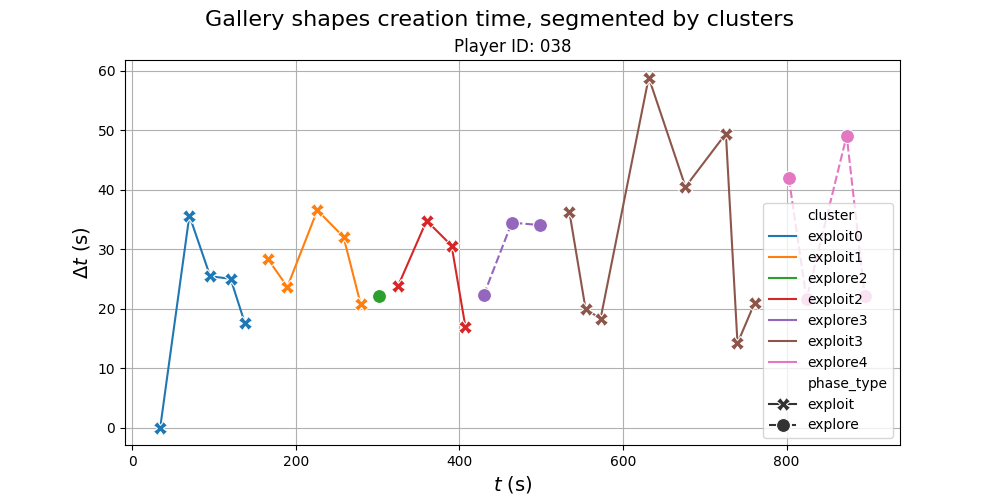 Gallery shapes creation time, segmented by clusters
Player ID: 038
60
50
40
30
20
10
0
Δt (s)
0 200 400 600 800
t (s)
cluster
exploit0
exploit1
explore2
exploit2
explore3
exploit3
explore4
phase_type
exploit
explore